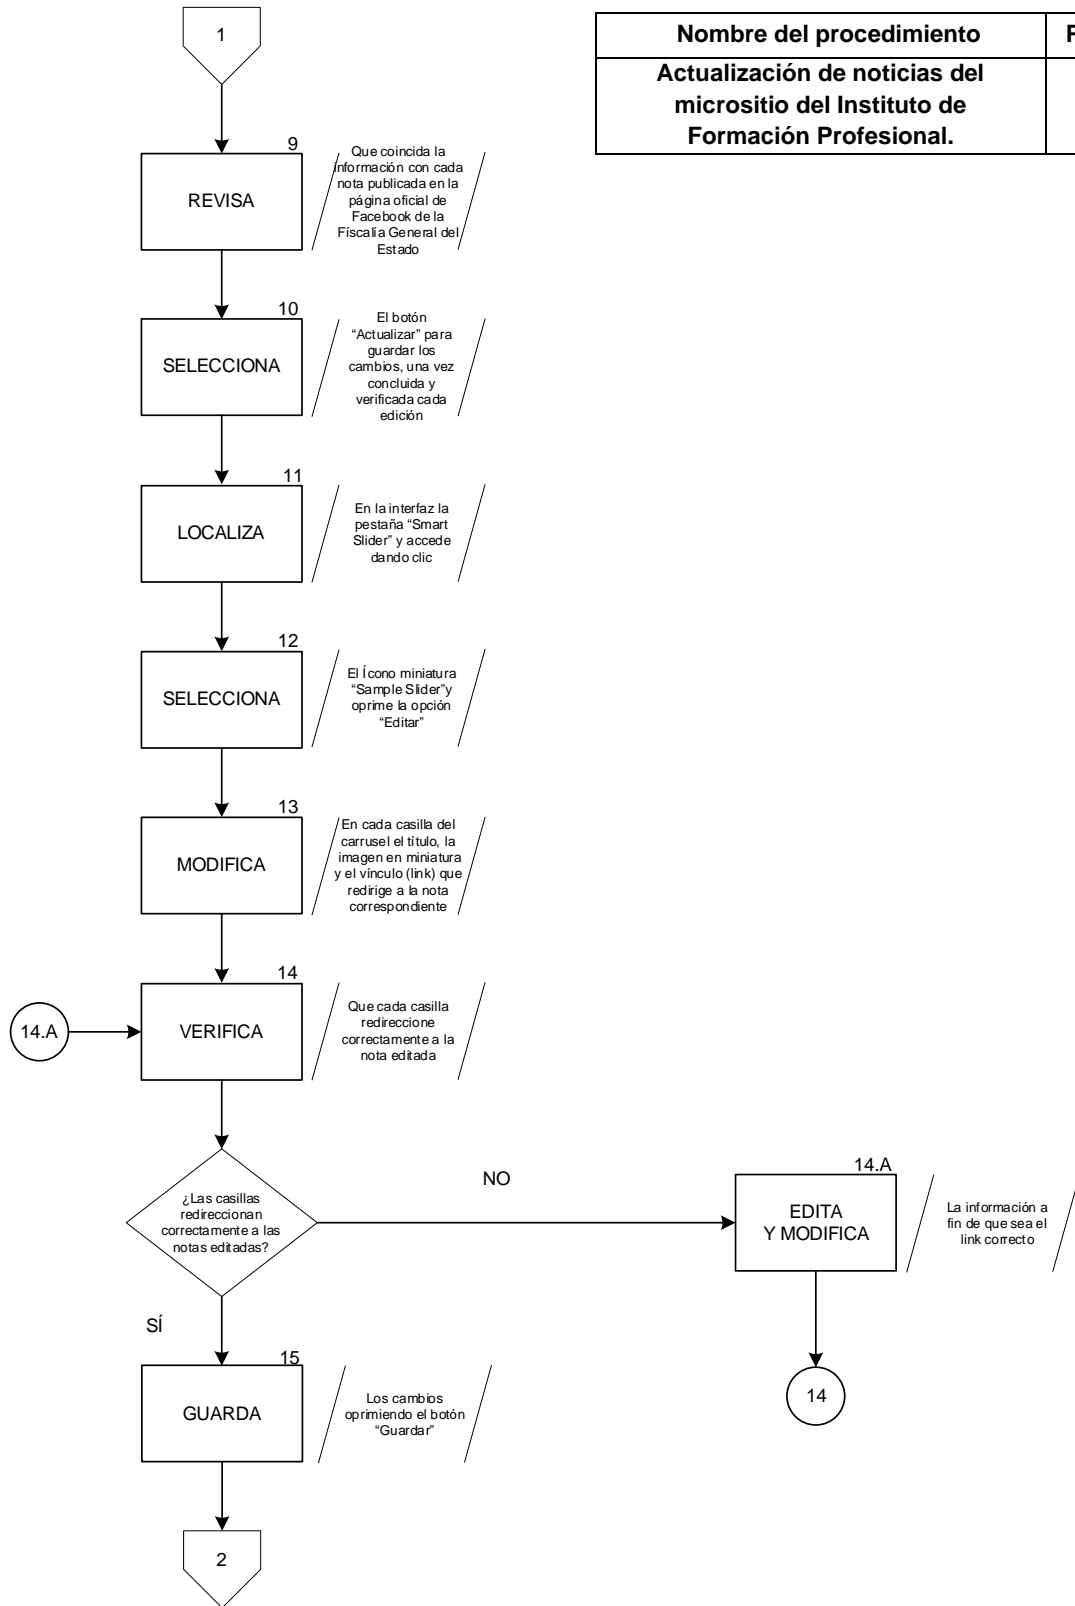 1
Nombre del procedimiento
P
Actualización de noticias del
micrositio del Instituto de
Formación Profesional.
9
REVISA
Que coincida la
información con cada
nota publicada en la
página oficial de
Facebook de la
Fiscalía General del
Estado
10
SELECCIONA
El botón
“Actualizar” para
guardar los
cambios, una vez
concluida y
verificada cada
edición
11
LOCALIZA
En la interfaz la
pestaña “Smart
Slider” y accede
dando clic
12
SELECCIONA
El Ícono miniatura
“Sample Slider”y
oprime la opción
“Editar”
13
MODIFICA
En cada casilla del
carrusel el título, la
imagen en miniatura
y el vínculo (link) que
redirige a la nota
correspondiente
14
14.A
VERIFICA
Que cada casilla
redireccione
correctamente a la
nota editada
¿Las casillas
redireccionan
correctamente a las
notas editadas?
NO
14.A
EDITA
Y MODIFICA
La información a
fin de que sea el
link correcto
SÍ
15
GUARDA
Los cambios
oprimiendo el botón
“Guardar”
14
2